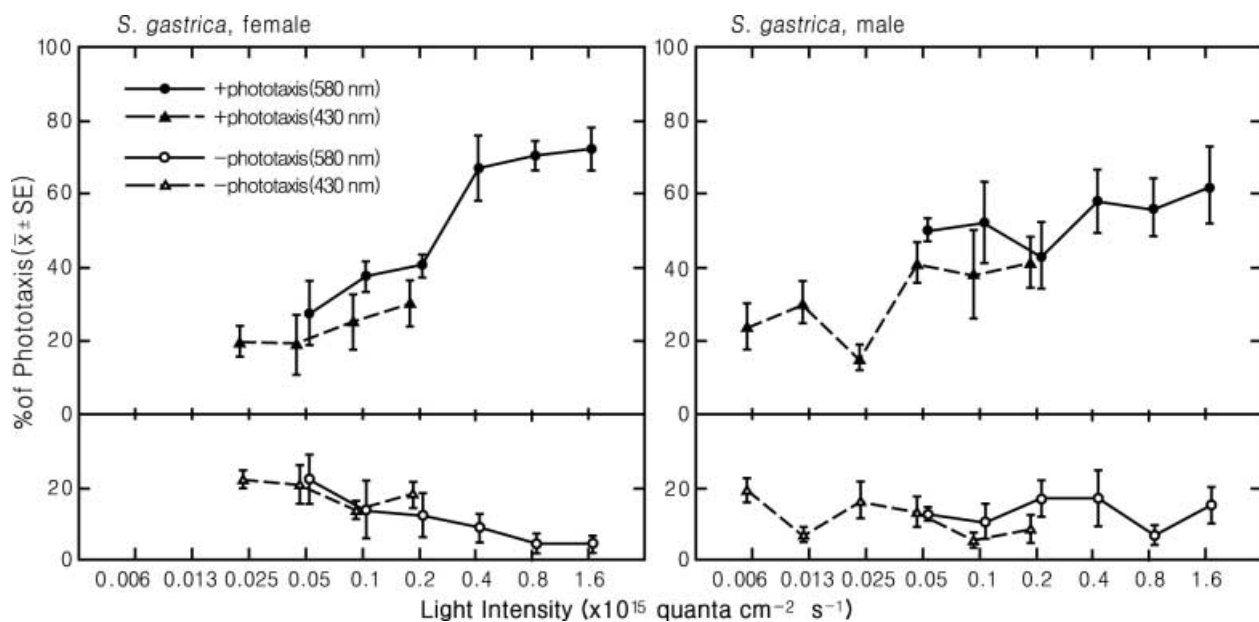 S. gastrica, female
S. gastrica, male
100
80
60
40
20
0
20
0
+phototaxis(580 nm)
+phototaxis(430 nm)
−phototaxis(580 nm)
−phototaxis(430 nm)
100
80
60
40
20
0
20
0
%of Phototaxis(x̄±SE)
0.006 0.013 0.025 0.05 0.1 0.2 0.4 0.8 1.6
0.006 0.013 0.025 0.05 0.1 0.2 0.4 0.8 1.6
Light Intensity (x10¹⁵ quanta cm⁻² s⁻¹)